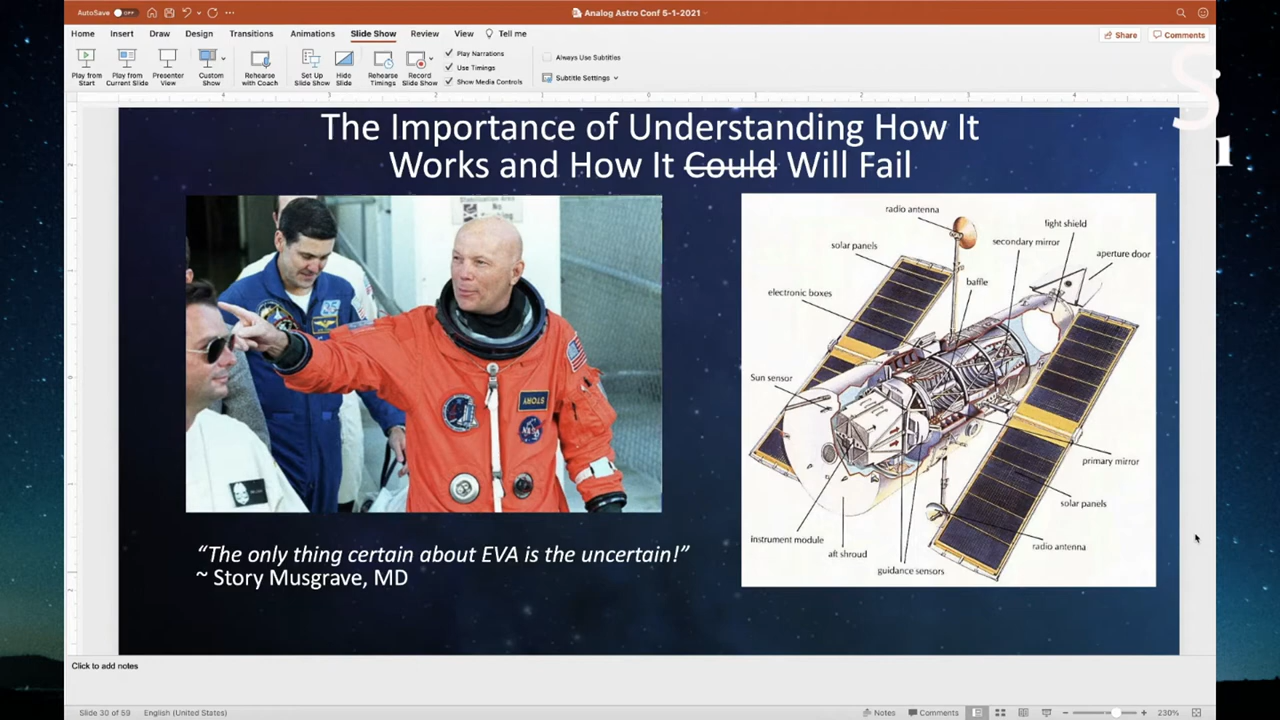 AutoSave OFF
Analog Astro Conf 5-1-2021
Home Insert Draw Design Transitions Animations Slide Show Review View Tell me
Share Comments
Play from Start
Play from Current Slide
Presenter View
Custom Show
Rehearse with Coach
Set Up Slide Show
Hide Slide
Rehearse Timings
Record Slide Show
Play Narrations
Use Timings
Show Media Controls
Always Use Subtitles
Subtitle Settings
The Importance of Understanding How It
Works and How It Could Will Fail
radio antenna
light shield
solar panels
secondary mirror
aperture door
baffle
electronic boxes
Sun sensor
primary mirror
solar panels
instrument module
aft shroud
radio antenna
guidance sensors
STORY
NASA
“The only thing certain about EVA is the uncertain!”
~ Story Musgrave, MD
Click to add notes
Slide 30 of 59 English (United States) Notes Comments 230%